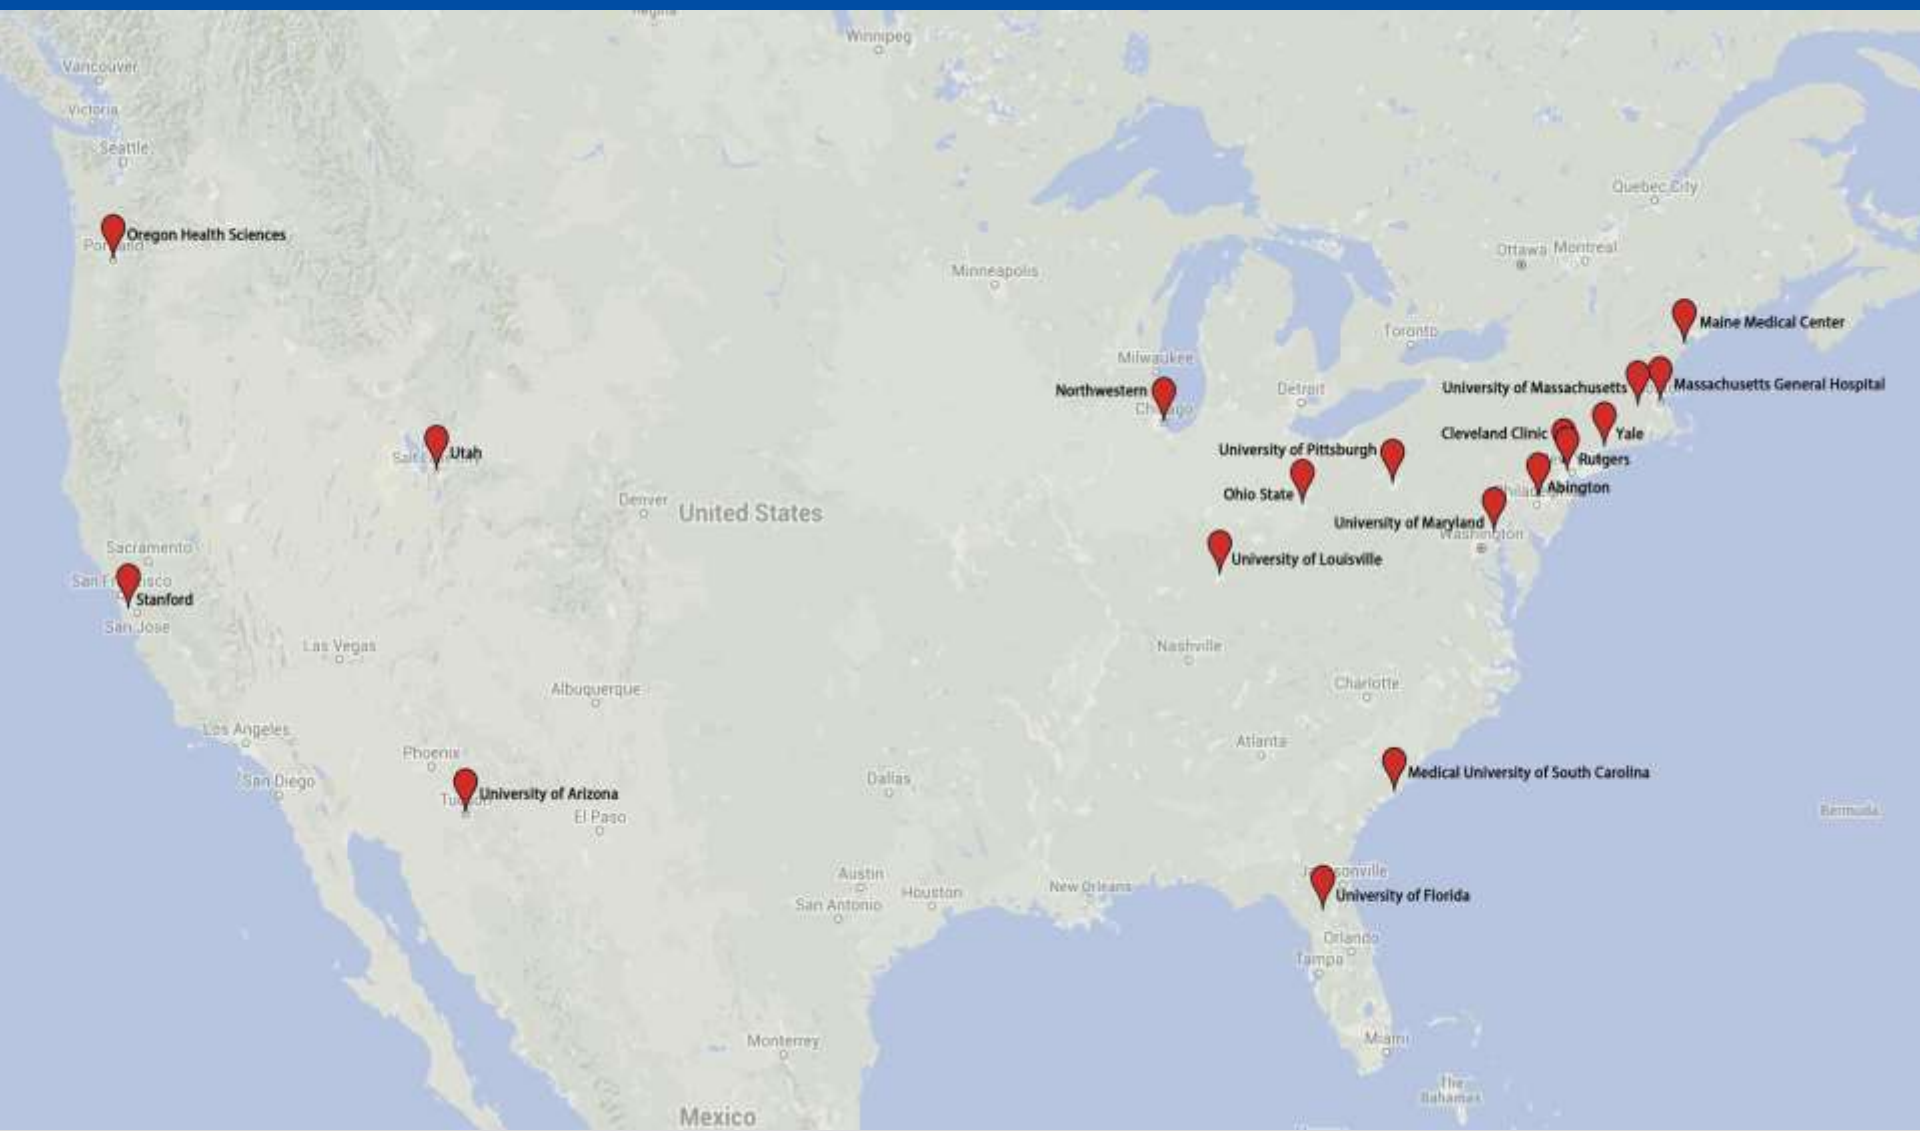 Regina
Winnipeg
Vancouver
Victoria
Seattle
Quebec City
Oregon Health Sciences
Portland
Ottawa
Montreal
Minneapolis
Maine Medical Center
Toronto
Milwaukee
Northwestern
Chicago
Detroit
University of Massachusetts
Massachusetts General Hospital
Cleveland Clinic
Yale
Utah
University of Pittsburgh
Rutgers
Ohio State
Abington
Denver
United States
University of Maryland
Washington
Sacramento
University of Louisville
Stanford
San Jose
Las Vegas
Nashville
Albuquerque
Charlotte
Los Angeles
Atlanta
Phoenix
San Diego
Dallas
Medical University of South Carolina
University of Arizona
El Paso
Bermuda
Austin
Houston
New Orleans
San Antonio
University of Florida
Orlando
Tampa
Monterrey
Miami
The
Bahamas
Mexico